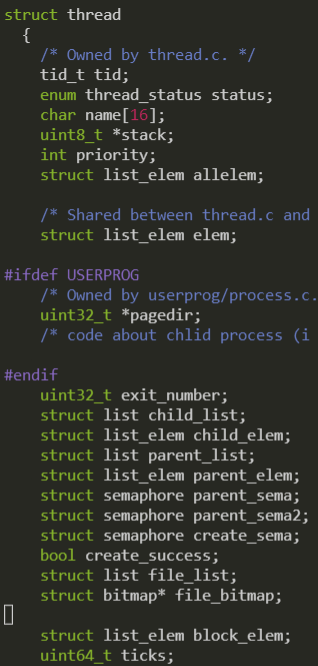 struct thread
{
/* Owned by thread.c. */
tid_t tid;
enum thread_status status;
char name[16];
uint8_t *stack;
int priority;
struct list_elem allelem;
/* Shared between thread.c and
struct list_elem elem;
#ifdef USERPROG
/* Owned by userprog/process.c.
uint32_t *pagedir;
/* code about chlid process (i
#endif
uint32_t exit_number;
struct list child_list;
struct list_elem child_elem;
struct list parent_list;
struct list_elem parent_elem;
struct semaphore parent_sema;
struct semaphore parent_sema2;
struct semaphore create_sema;
bool create_success;
struct list file_list;
struct bitmap* file_bitmap;
struct list_elem block_elem;
uint64_t ticks;